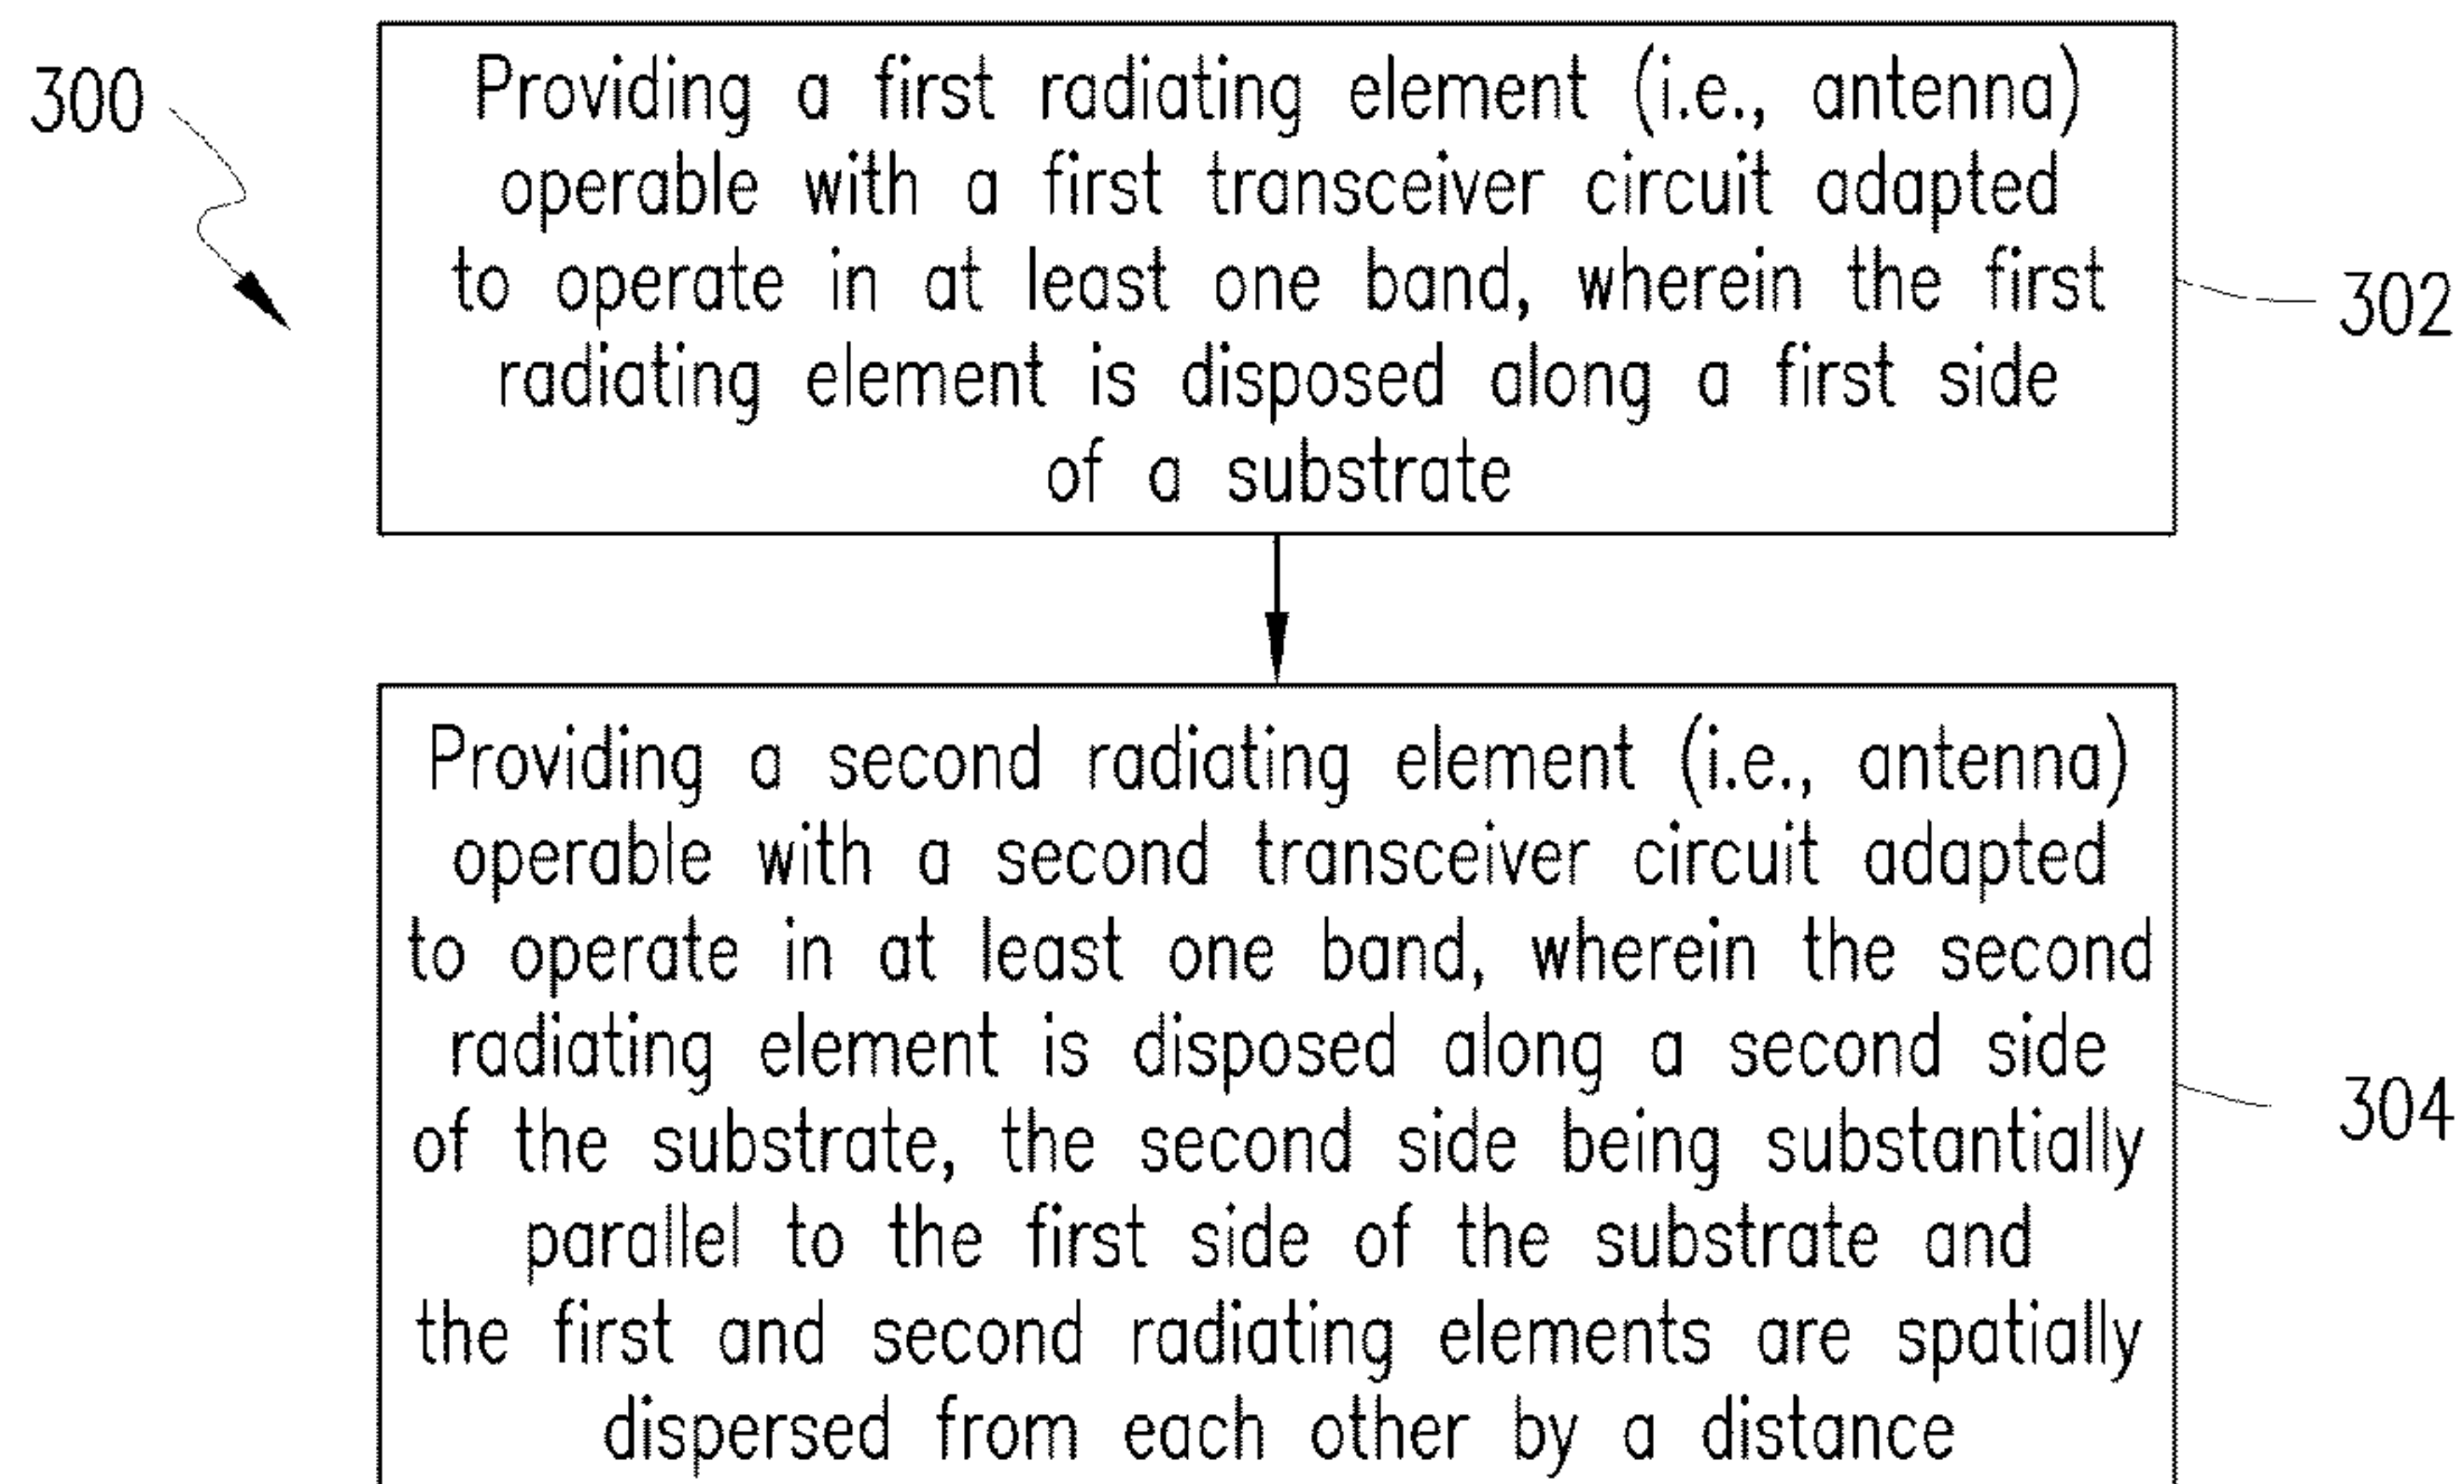 300
Providing a first radiating element (i.e., antenna)
operable with a first transceiver circuit adapted
to operate in at least one band, wherein the first
radiating element is disposed along a first side
of a substrate
302
Providing a second radiating element (i.e., antenna)
operable with a second transceiver circuit adapted
to operate in at least one band, wherein the second
radiating element is disposed along a second side
of the substrate, the second side being substantially
parallel to the first side of the substrate and
the first and second radiating elements are spatially
dispersed from each other by a distance
304